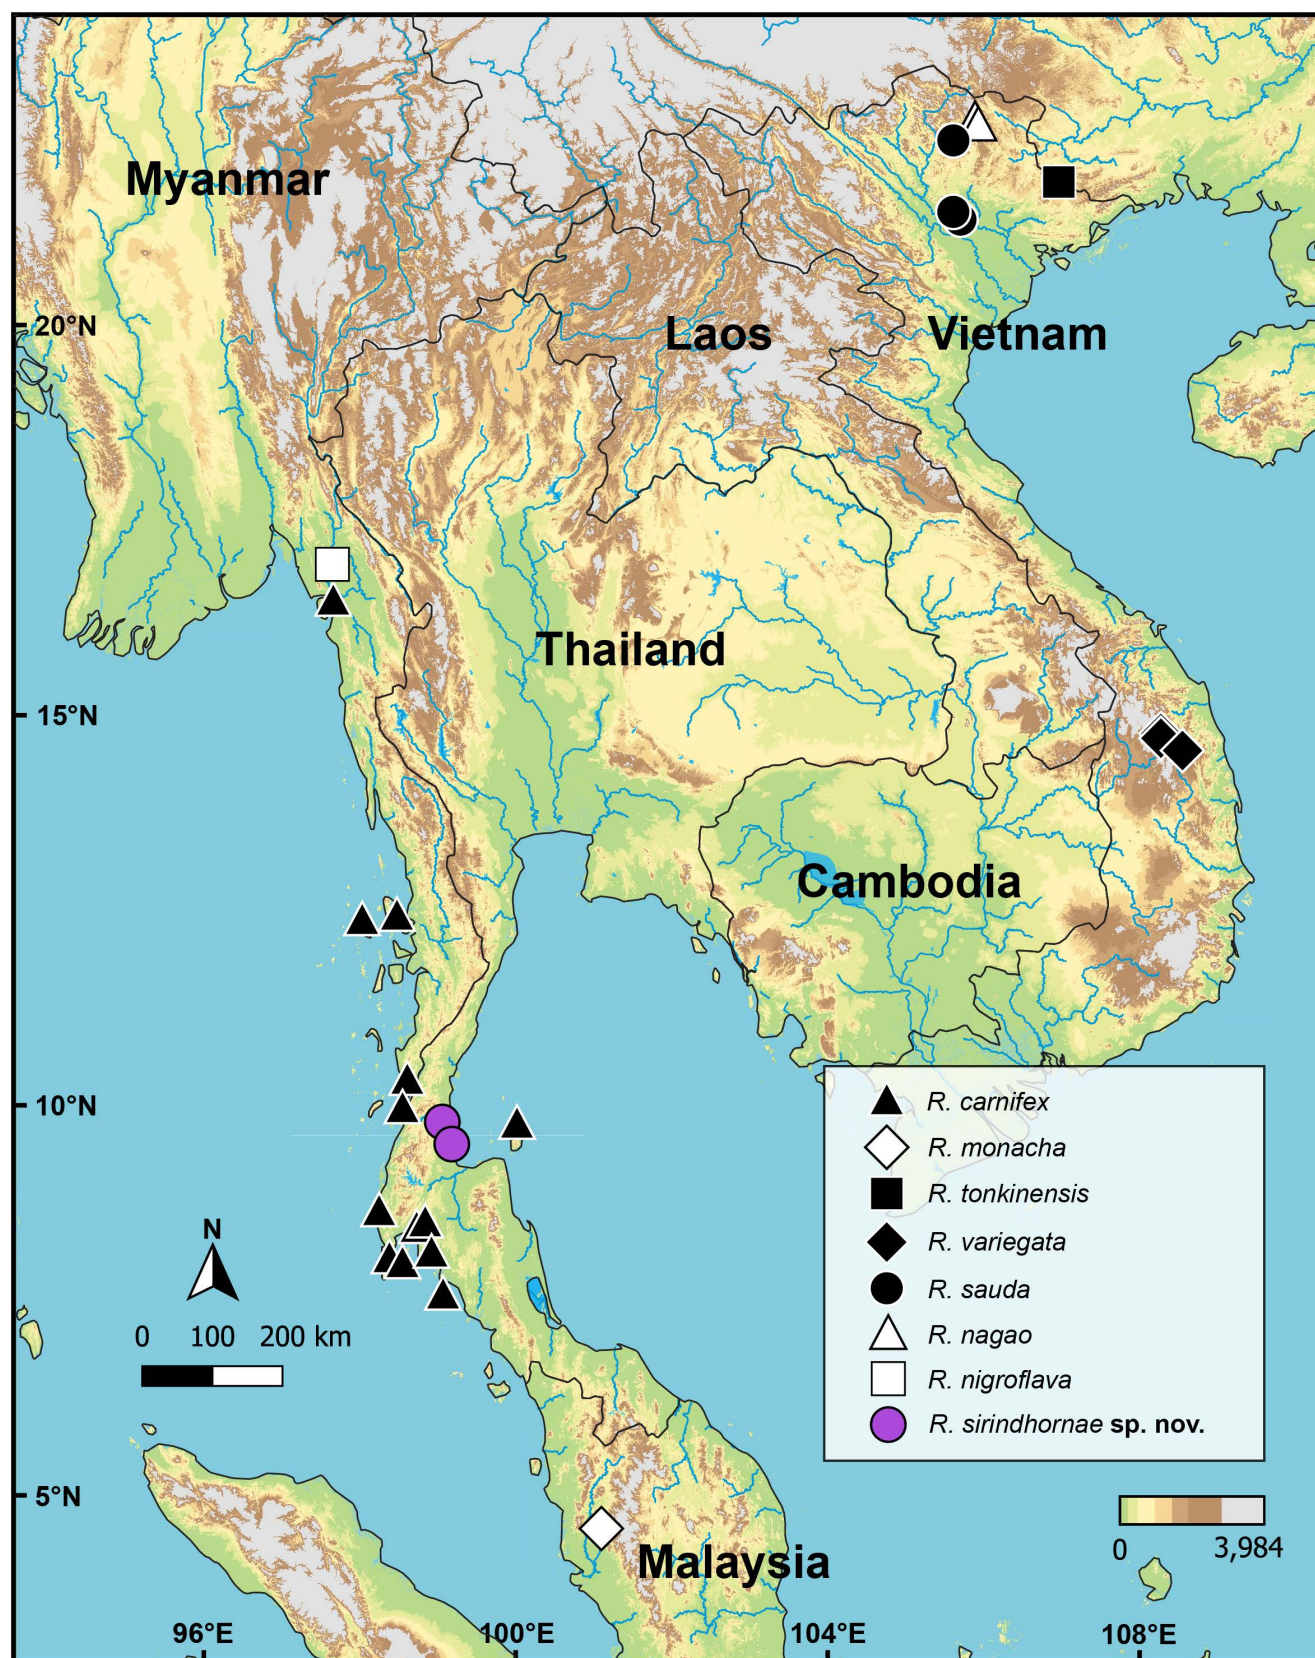 Myanmar
20°N
Laos
Vietnam
Thailand
15°N
Cambodia
10°N
R. carnifex
R. monacha
R. tonkinensis
R. variegata
R. sauda
R. nagao
R. nigroflava
R. sirindhornae sp. nov.
N
0 100 200 km
5°N
0 3,984
Malaysia
96°E 100°E 104°E 108°E